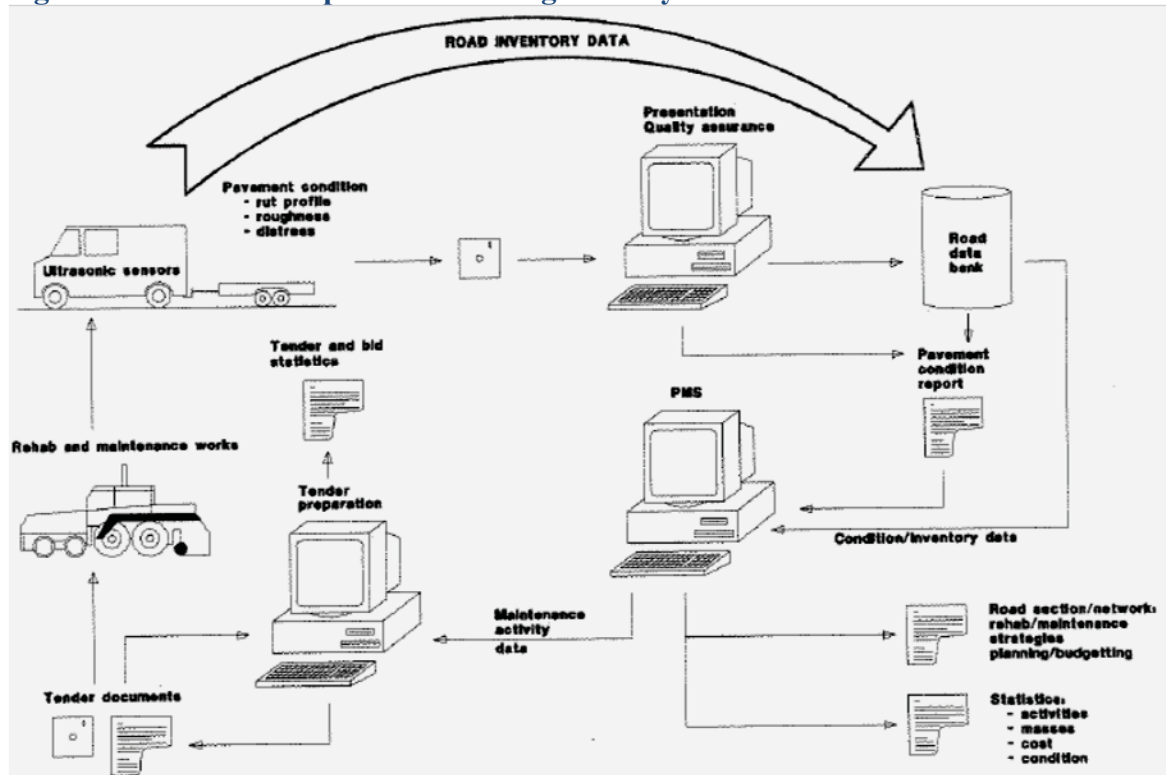 ROAD INVENTORY DATA
Presentation
Quality assurance
Pavement condition
- rut profile
- roughness
- distress
Ultrasonic sensors
Road
data
bank
Tender and bid
statistics
Pavement
condition
report
PMS
Rehab and maintenance works
Tender
preparation
Condition/inventory data
Maintenance
activity
data
Road section/network:
rehab/maintenance
strategies
planning/budgetting
Tender documents
Statistics:
- activities
- masses
- cost
- condition